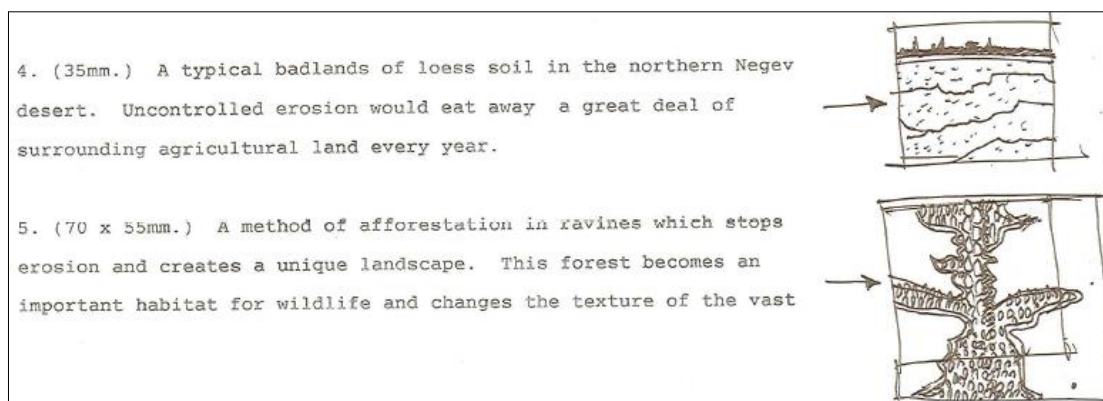 4. (35mm.) A typical badlands of loess soil in the northern Negev
desert. Uncontrolled erosion would eat away a great deal of
surrounding agricultural land every year.
5. (70 x 55mm.) A method of afforestation in ravines which stops
erosion and creates a unique landscape. This forest becomes an
important habitat for wildlife and changes the texture of the vast